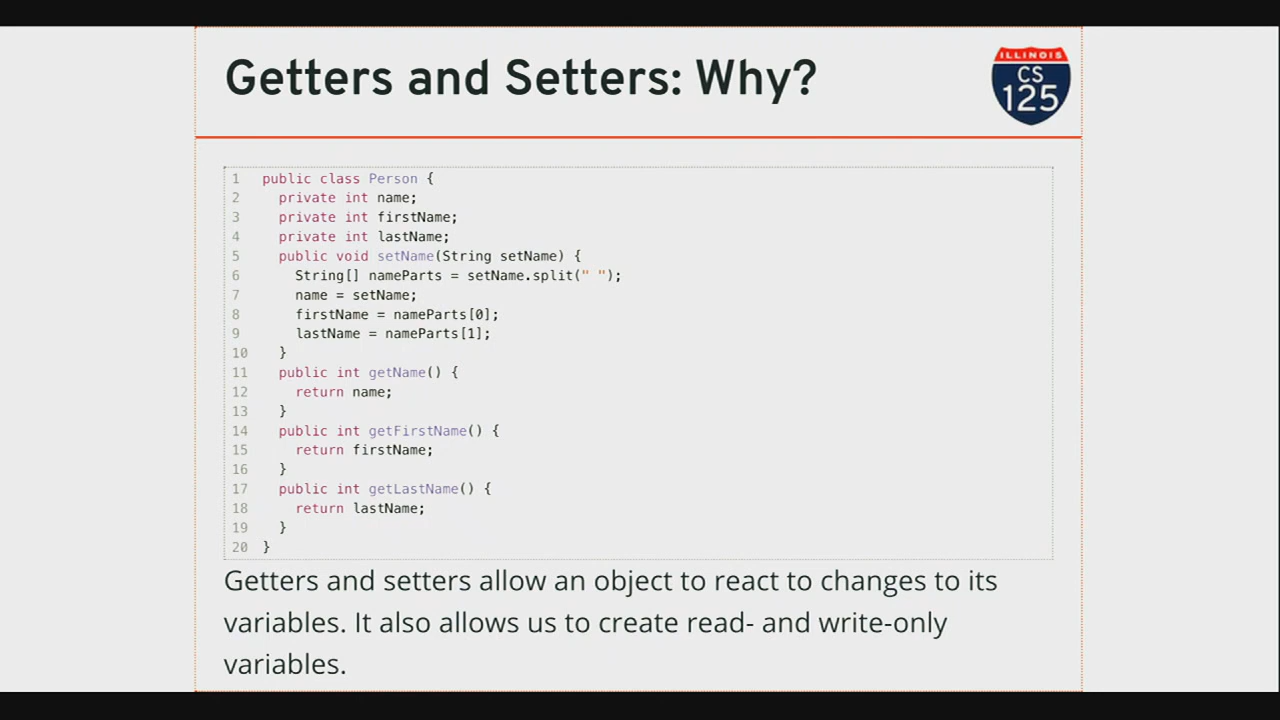 Getters and Setters: Why?
ILLINOIS
CS
125
1 public class Person {
2   private int name;
3   private int firstName;
4   private int lastName;
5   public void setName(String setName) {
6     String[] nameParts = setName.split(" ");
7     name = setName;
8     firstName = nameParts[0];
9     lastName = nameParts[1];
10   }
11   public int getName() {
12     return name;
13   }
14   public int getFirstName() {
15     return firstName;
16   }
17   public int getLastName() {
18     return lastName;
19   }
20 }
Getters and setters allow an object to react to changes to its
variables. It also allows us to create read- and write-only
variables.